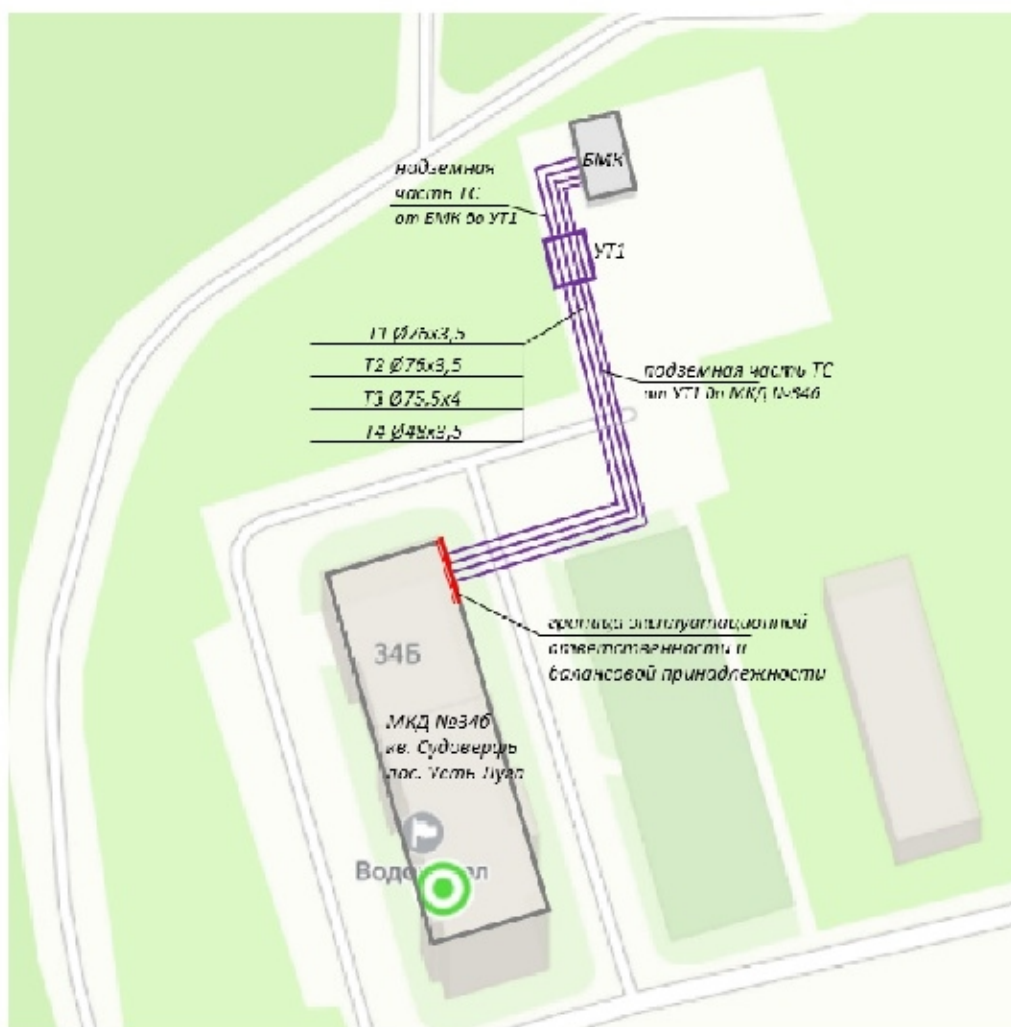 БМК
надземная
часть ТС
от БМК до УТ1
УТ1
Т1 Ø76х3,5
Т2 Ø76х3,5
Т3 Ø75,5х4
Т4 Ø48х3,5
подземная часть ТС
от УТ1 до МКД №34б
граница эксплуатационной
ответственности и
балансовой принадлежности
34Б
МКД №34б
кв. Судоверфь
пос. Усть Луга